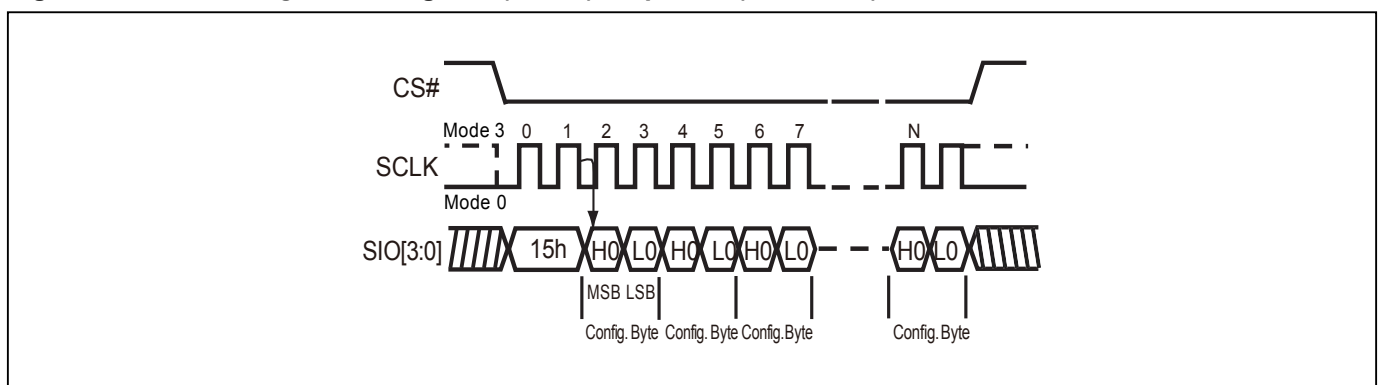 CS#
Mode 3 0 1 2 3 4 5 6 7 N
SCLK
Mode 0
SIO[3:0] 15h H0 L0 H0 L0 H0 L0 H0 L0
MSB LSB
Config. Byte Config. Byte Config. Byte Config. Byte